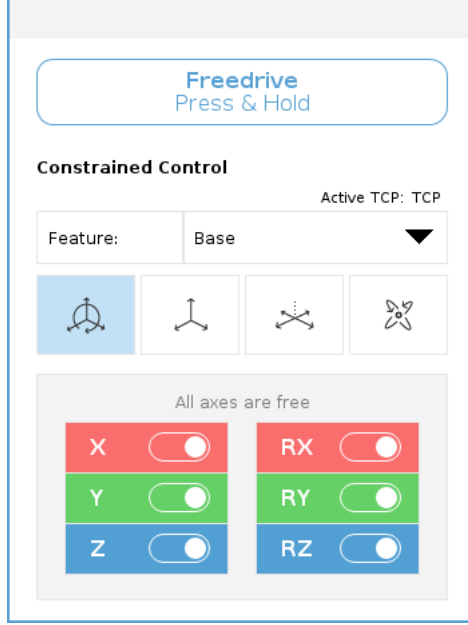 Freedrive
Press & Hold
Constrained Control
Active TCP: TCP
Feature: Base
All axes are free
X RX
Y RY
Z RZ